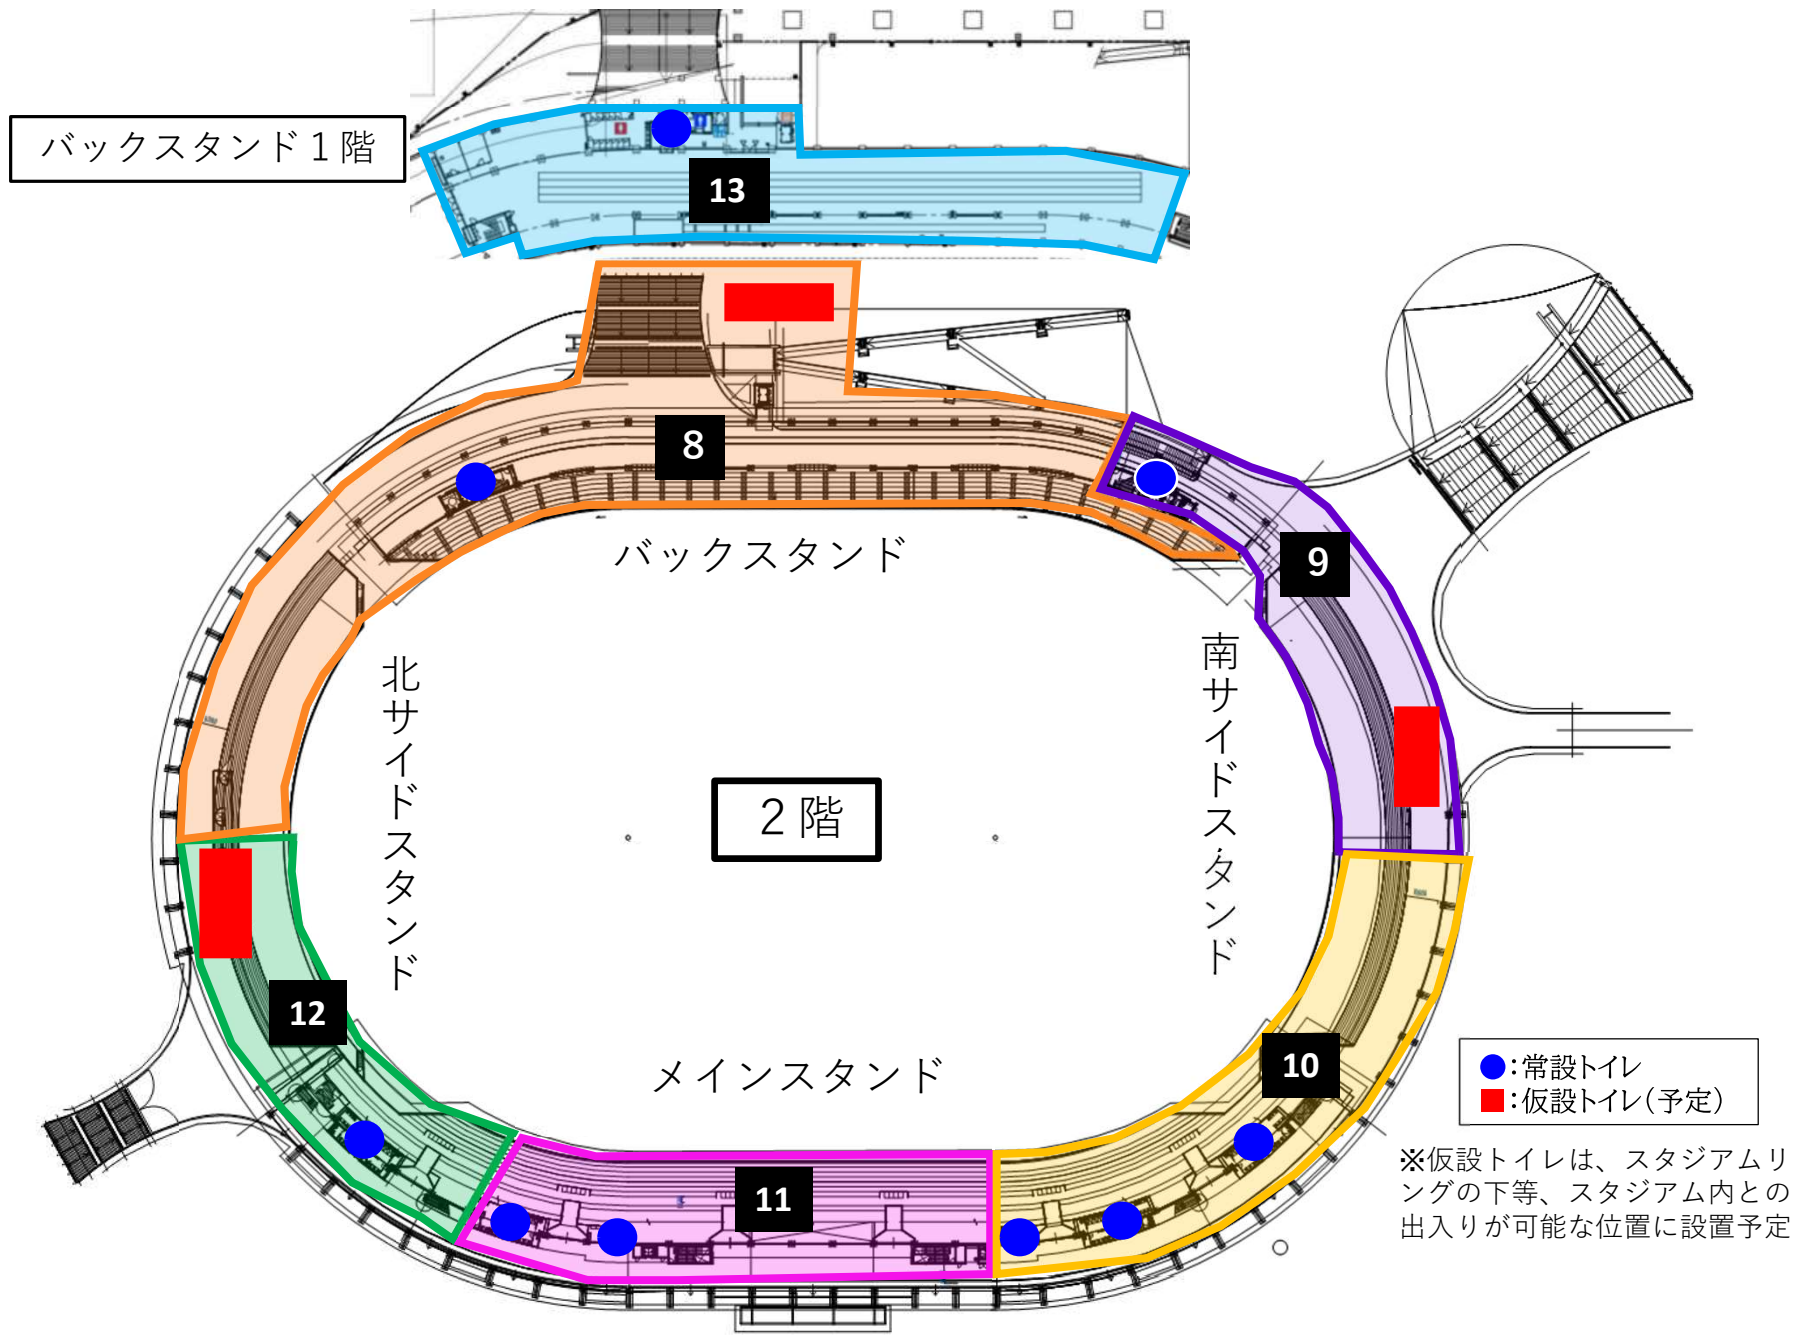 バックスタンド１階
13
8
9
バックスタンド
北サイドスタンド
南サイドスタンド
２階
12
メインスタンド
10
11
●：常設トイレ
■：仮設トイレ（予定）
※仮設トイレは、スタジアムリ
ングの下等、スタジアム内との
出入りが可能な位置に設置予定